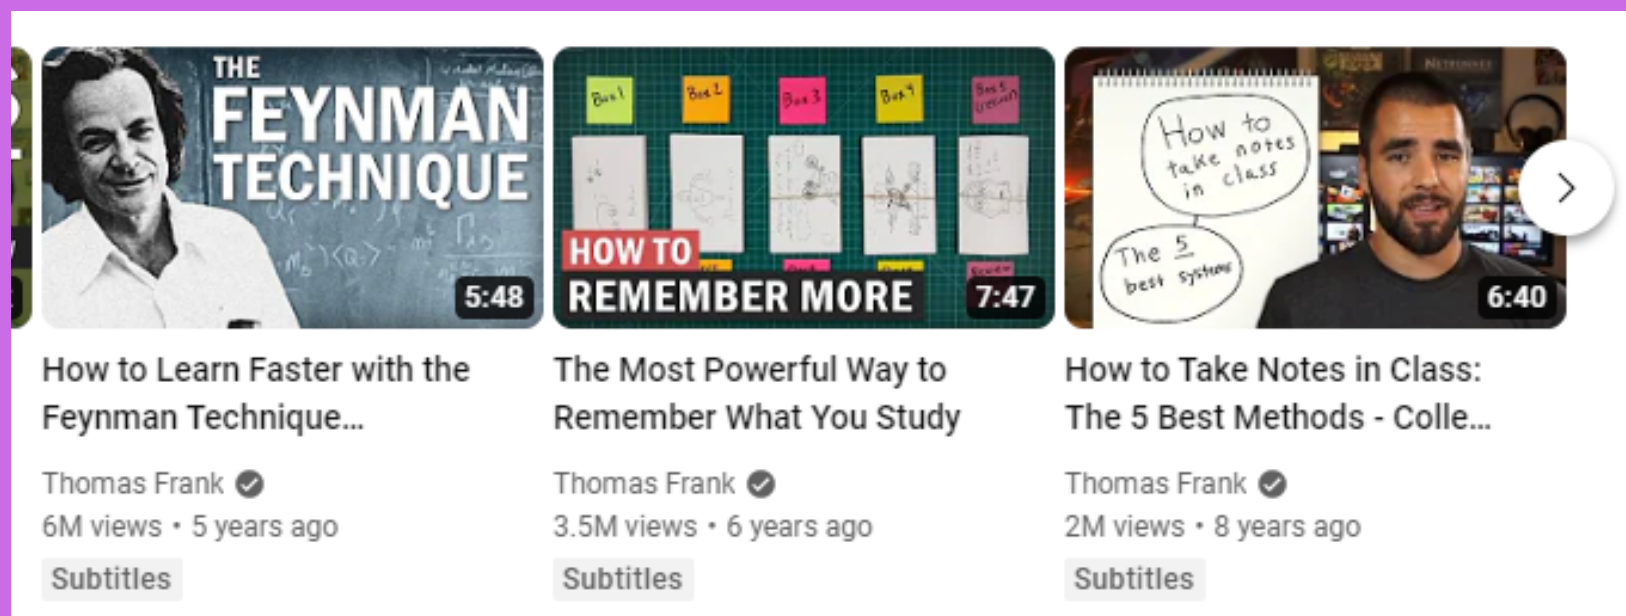 THE
FEYNMAN
TECHNIQUE
5:48
How to Learn Faster with the
Feynman Technique...
Thomas Frank
6M views • 5 years ago
Subtitles
Box 1
Box 2
Box 3
Box 4
Box 5
HOW TO
REMEMBER MORE
7:47
The Most Powerful Way to
Remember What You Study
Thomas Frank
3.5M views • 6 years ago
Subtitles
NETRUNNER
How to
take notes
in class
The 5
best systems
6:40
How to Take Notes in Class:
The 5 Best Methods - Colle...
Thomas Frank
2M views • 8 years ago
Subtitles